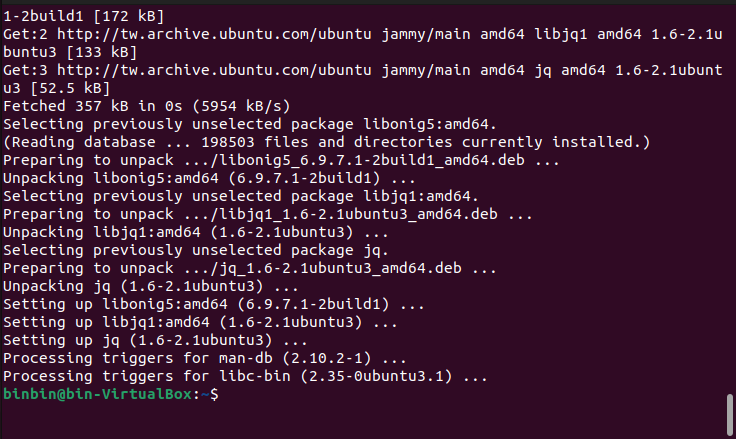 1-2build1 [172 kB]
Get:2 http://tw.archive.ubuntu.com/ubuntu jammy/main amd64 libjq1 amd64 1.6-2.1u
buntu3 [133 kB]
Get:3 http://tw.archive.ubuntu.com/ubuntu jammy/main amd64 jq amd64 1.6-2.1ubunt
u3 [52.5 kB]
Fetched 357 kB in 0s (5954 kB/s)
Selecting previously unselected package libonig5:amd64.
(Reading database ... 198503 files and directories currently installed.)
Preparing to unpack .../libonig5_6.9.7.1-2build1_amd64.deb ...
Unpacking libonig5:amd64 (6.9.7.1-2build1) ...
Selecting previously unselected package libjq1:amd64.
Preparing to unpack .../libjq1_1.6-2.1ubuntu3_amd64.deb ...
Unpacking libjq1:amd64 (1.6-2.1ubuntu3) ...
Selecting previously unselected package jq.
Preparing to unpack .../jq_1.6-2.1ubuntu3_amd64.deb ...
Unpacking jq (1.6-2.1ubuntu3) ...
Setting up libonig5:amd64 (6.9.7.1-2build1) ...
Setting up libjq1:amd64 (1.6-2.1ubuntu3) ...
Setting up jq (1.6-2.1ubuntu3) ...
Processing triggers for man-db (2.10.2-1) ...
Processing triggers for libc-bin (2.35-0ubuntu3.1) ...
binbin@bin-VirtualBox:~$